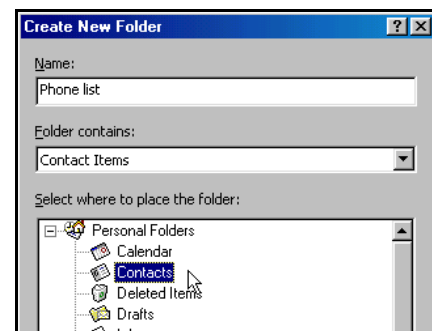 Create New Folder
Name:
Phone list
Folder contains:
Contact Items
Select where to place the folder:
Personal Folders
Calendar
Contacts
Deleted Items
Drafts